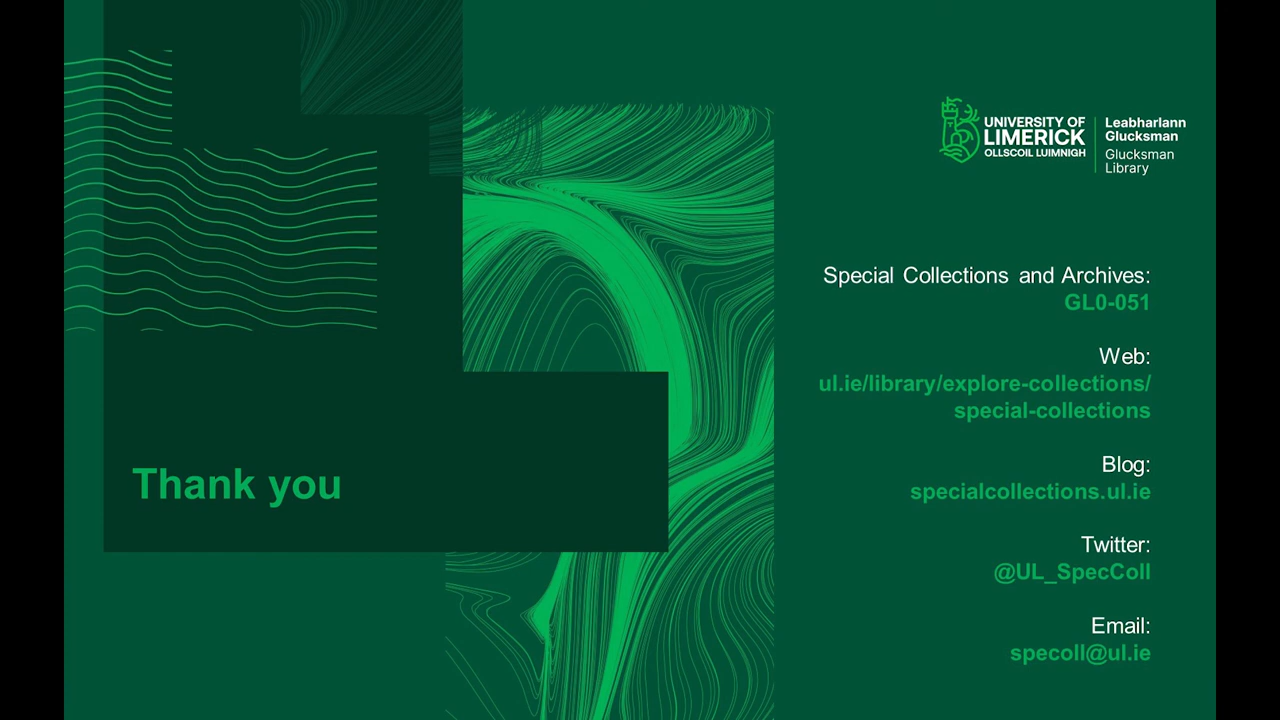 UNIVERSITY OF
LIMERICK
OLLSCOIL LUIMNIGH
Leabharlann
Glucksman
Glucksman
Library
Special Collections and Archives:
GL0-051
Web:
ul.ie/library/explore-collections/
special-collections
Blog:
specialcollections.ul.ie
Twitter:
@UL_SpecColl
Email:
specoll@ul.ie
Thank you